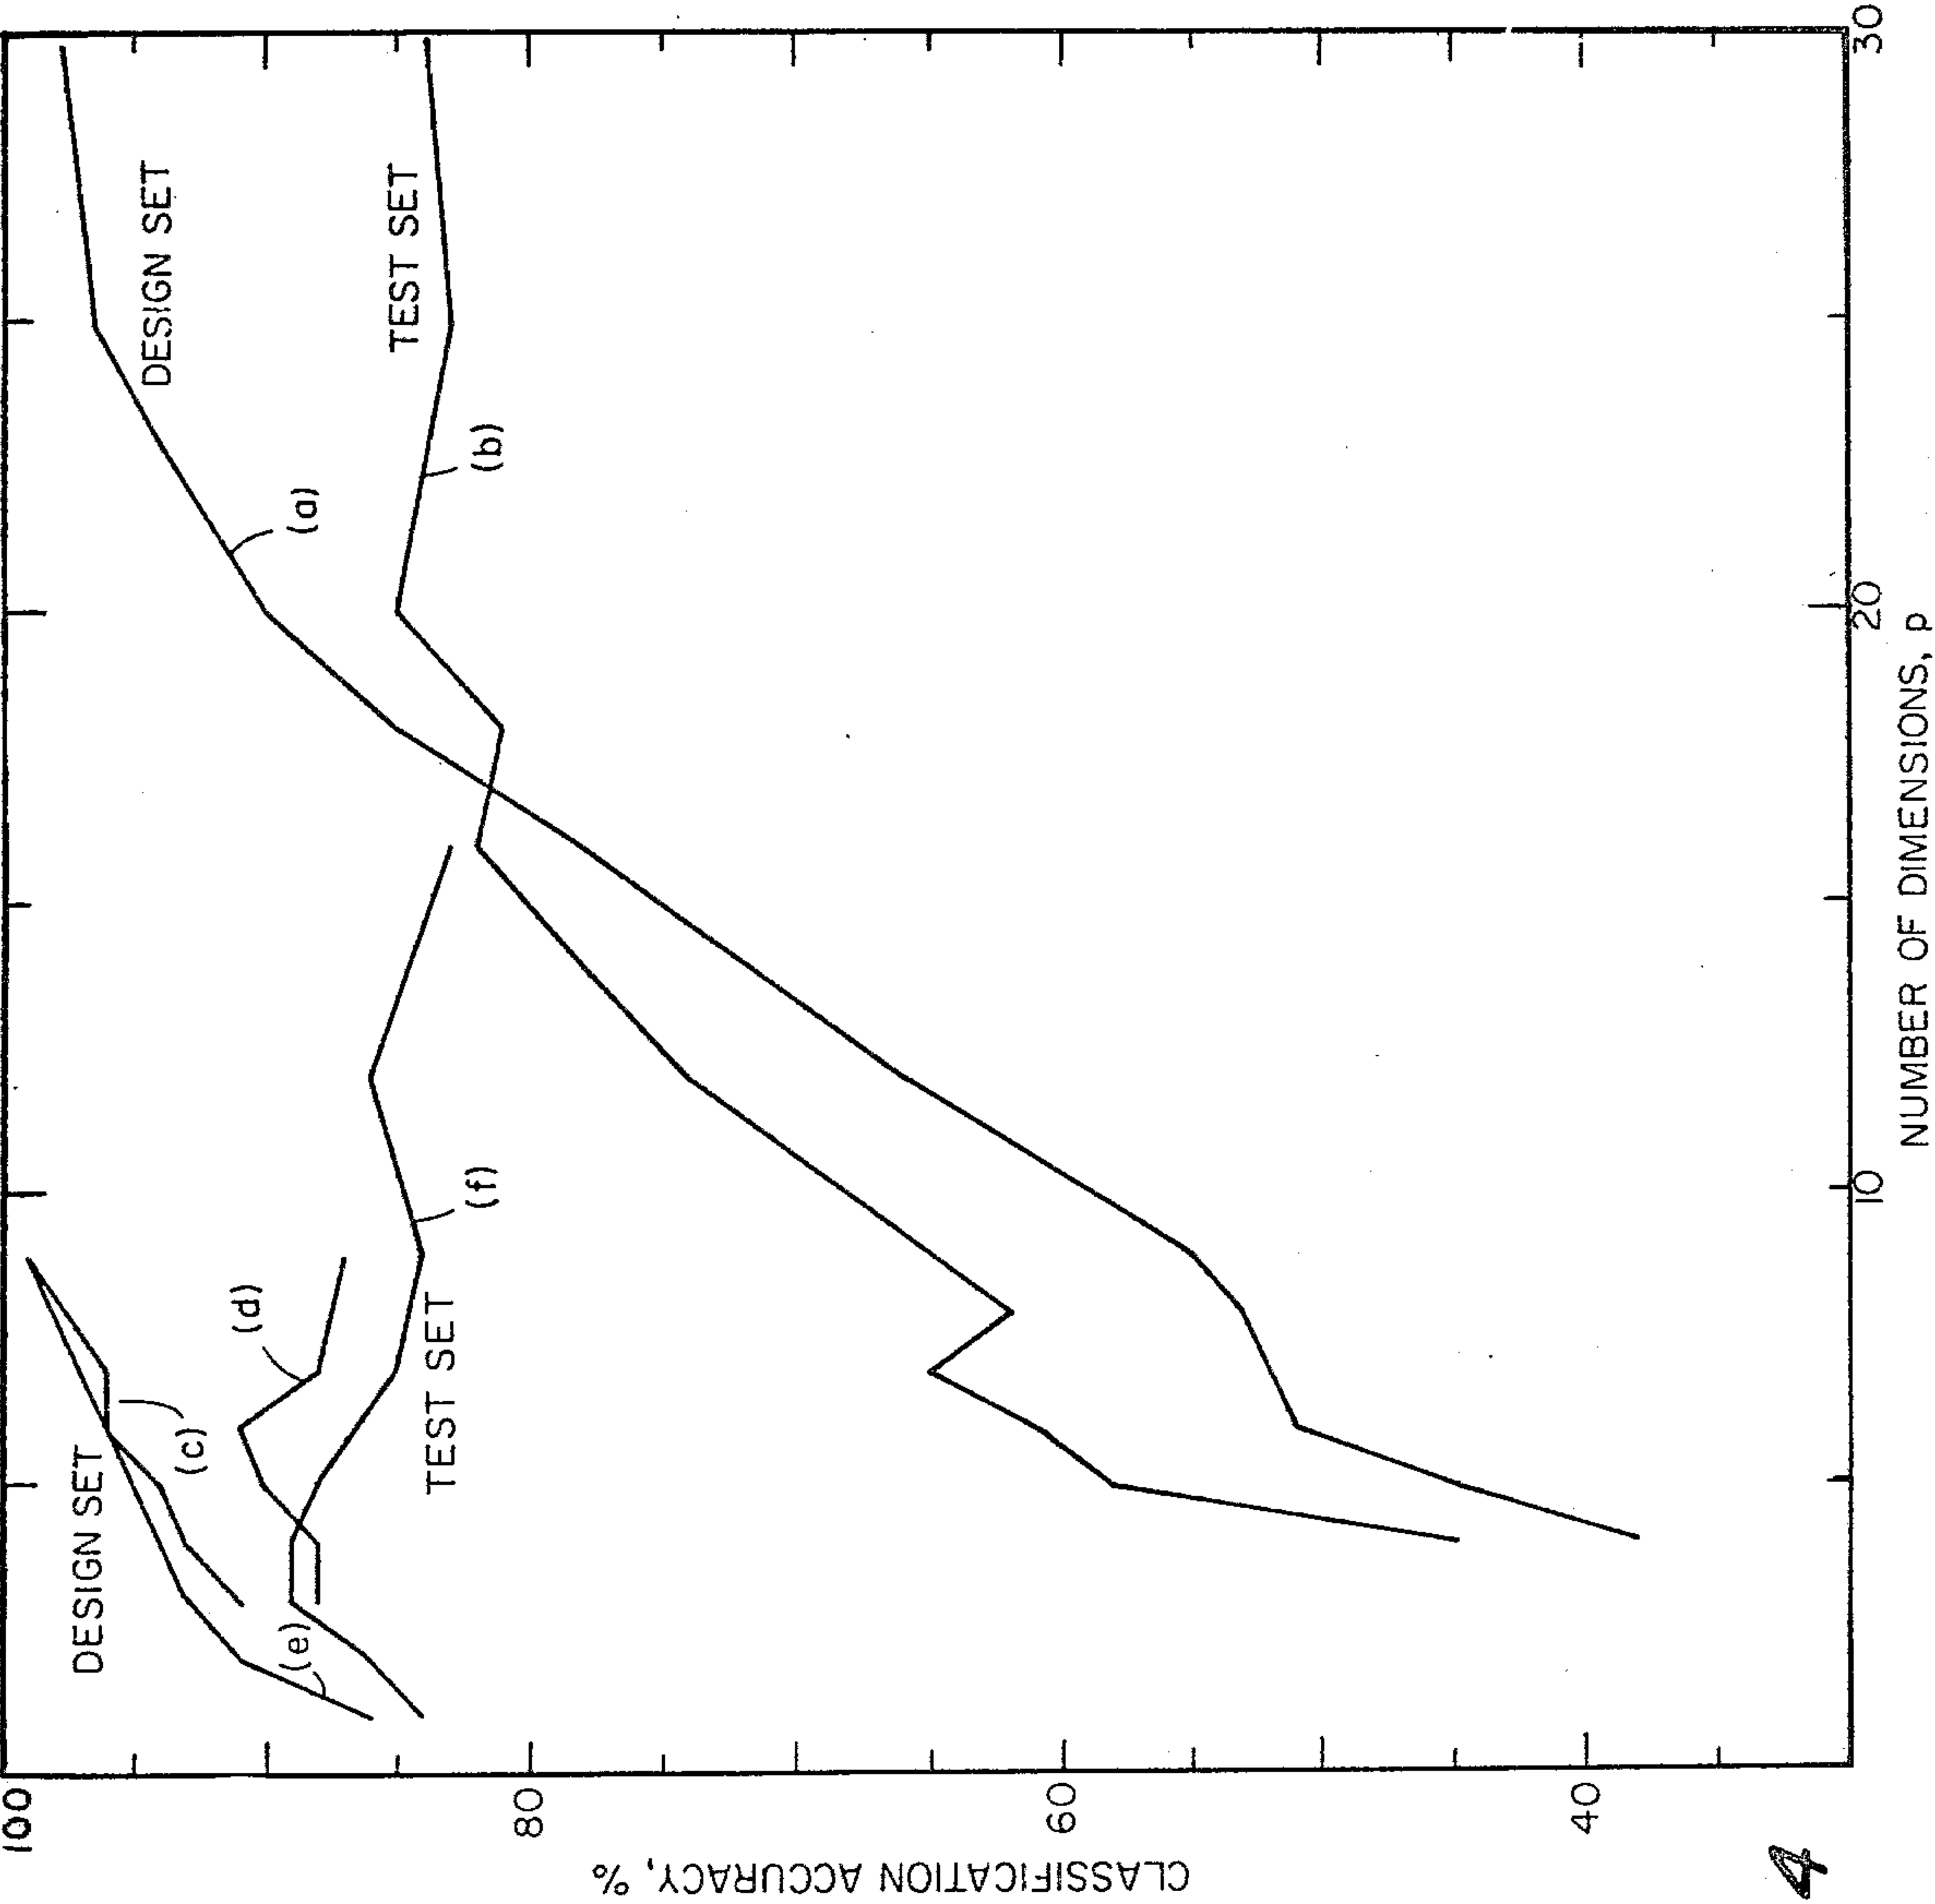 100
80
60
40
CLASSIFICATION ACCURACY, %
10
20
30
NUMBER OF DIMENSIONS, p
DESIGN SET
TEST SET
(a)
(b)
DESIGN SET
(c)
(d)
(e)
(f)
TEST SET
4